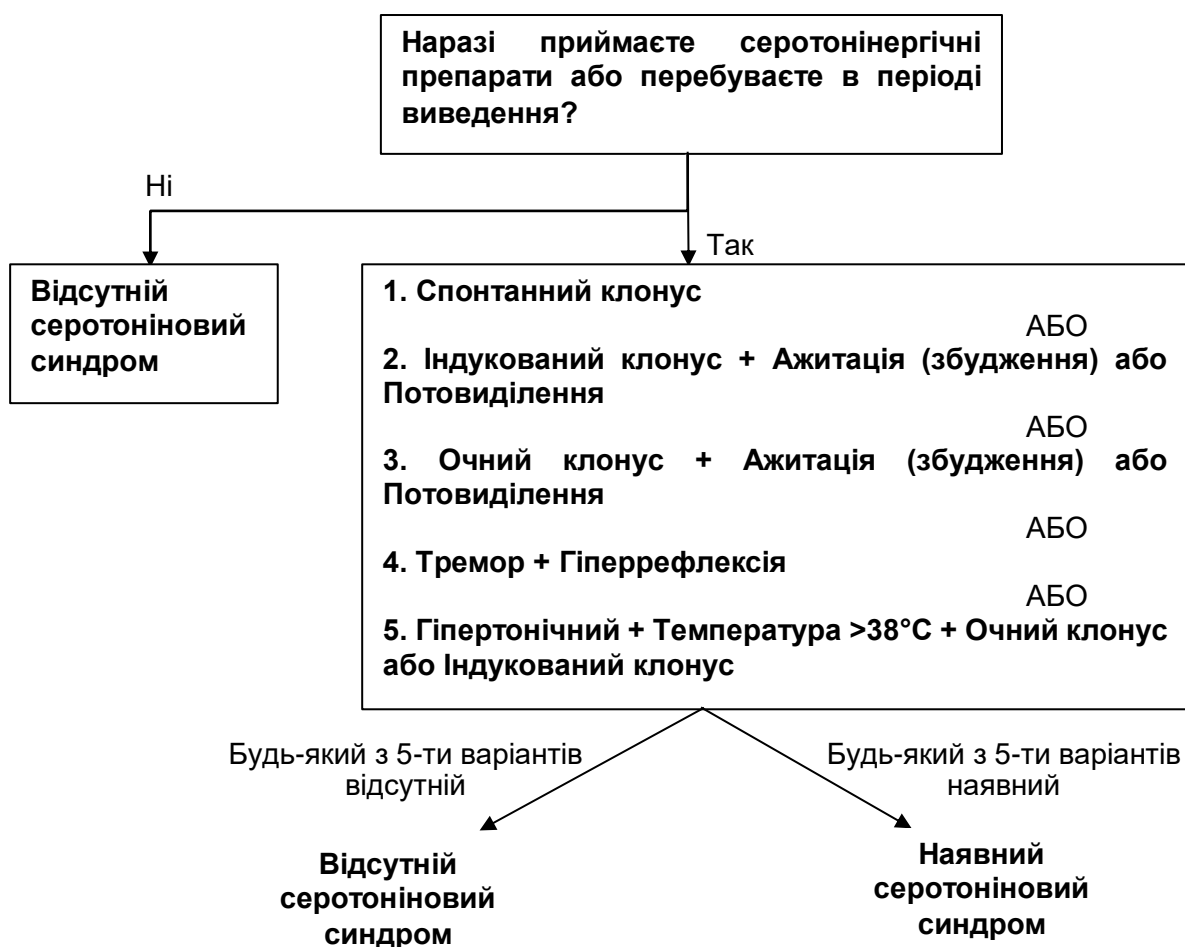 Наразі приймаєте серотонінергічні
препарати або перебуваєте в періоді
виведення?
Ні
Так
Відсутній
серотоніновий
синдром
1. Спонтанний клонус
АБО
2. Індукований клонус + Ажитація (збудження) або
Потовиділення
АБО
3. Очний клонус + Ажитація (збудження) або
Потовиділення
АБО
4. Тремор + Гіперрефлексія
АБО
5. Гіпертонічний + Температура >38°C + Очний клонус
або Індукований клонус
Будь-який з 5-ти варіантів
відсутній
Будь-який з 5-ти варіантів
наявний
Відсутній
серотоніновий
синдром
Наявний
серотоніновий
синдром